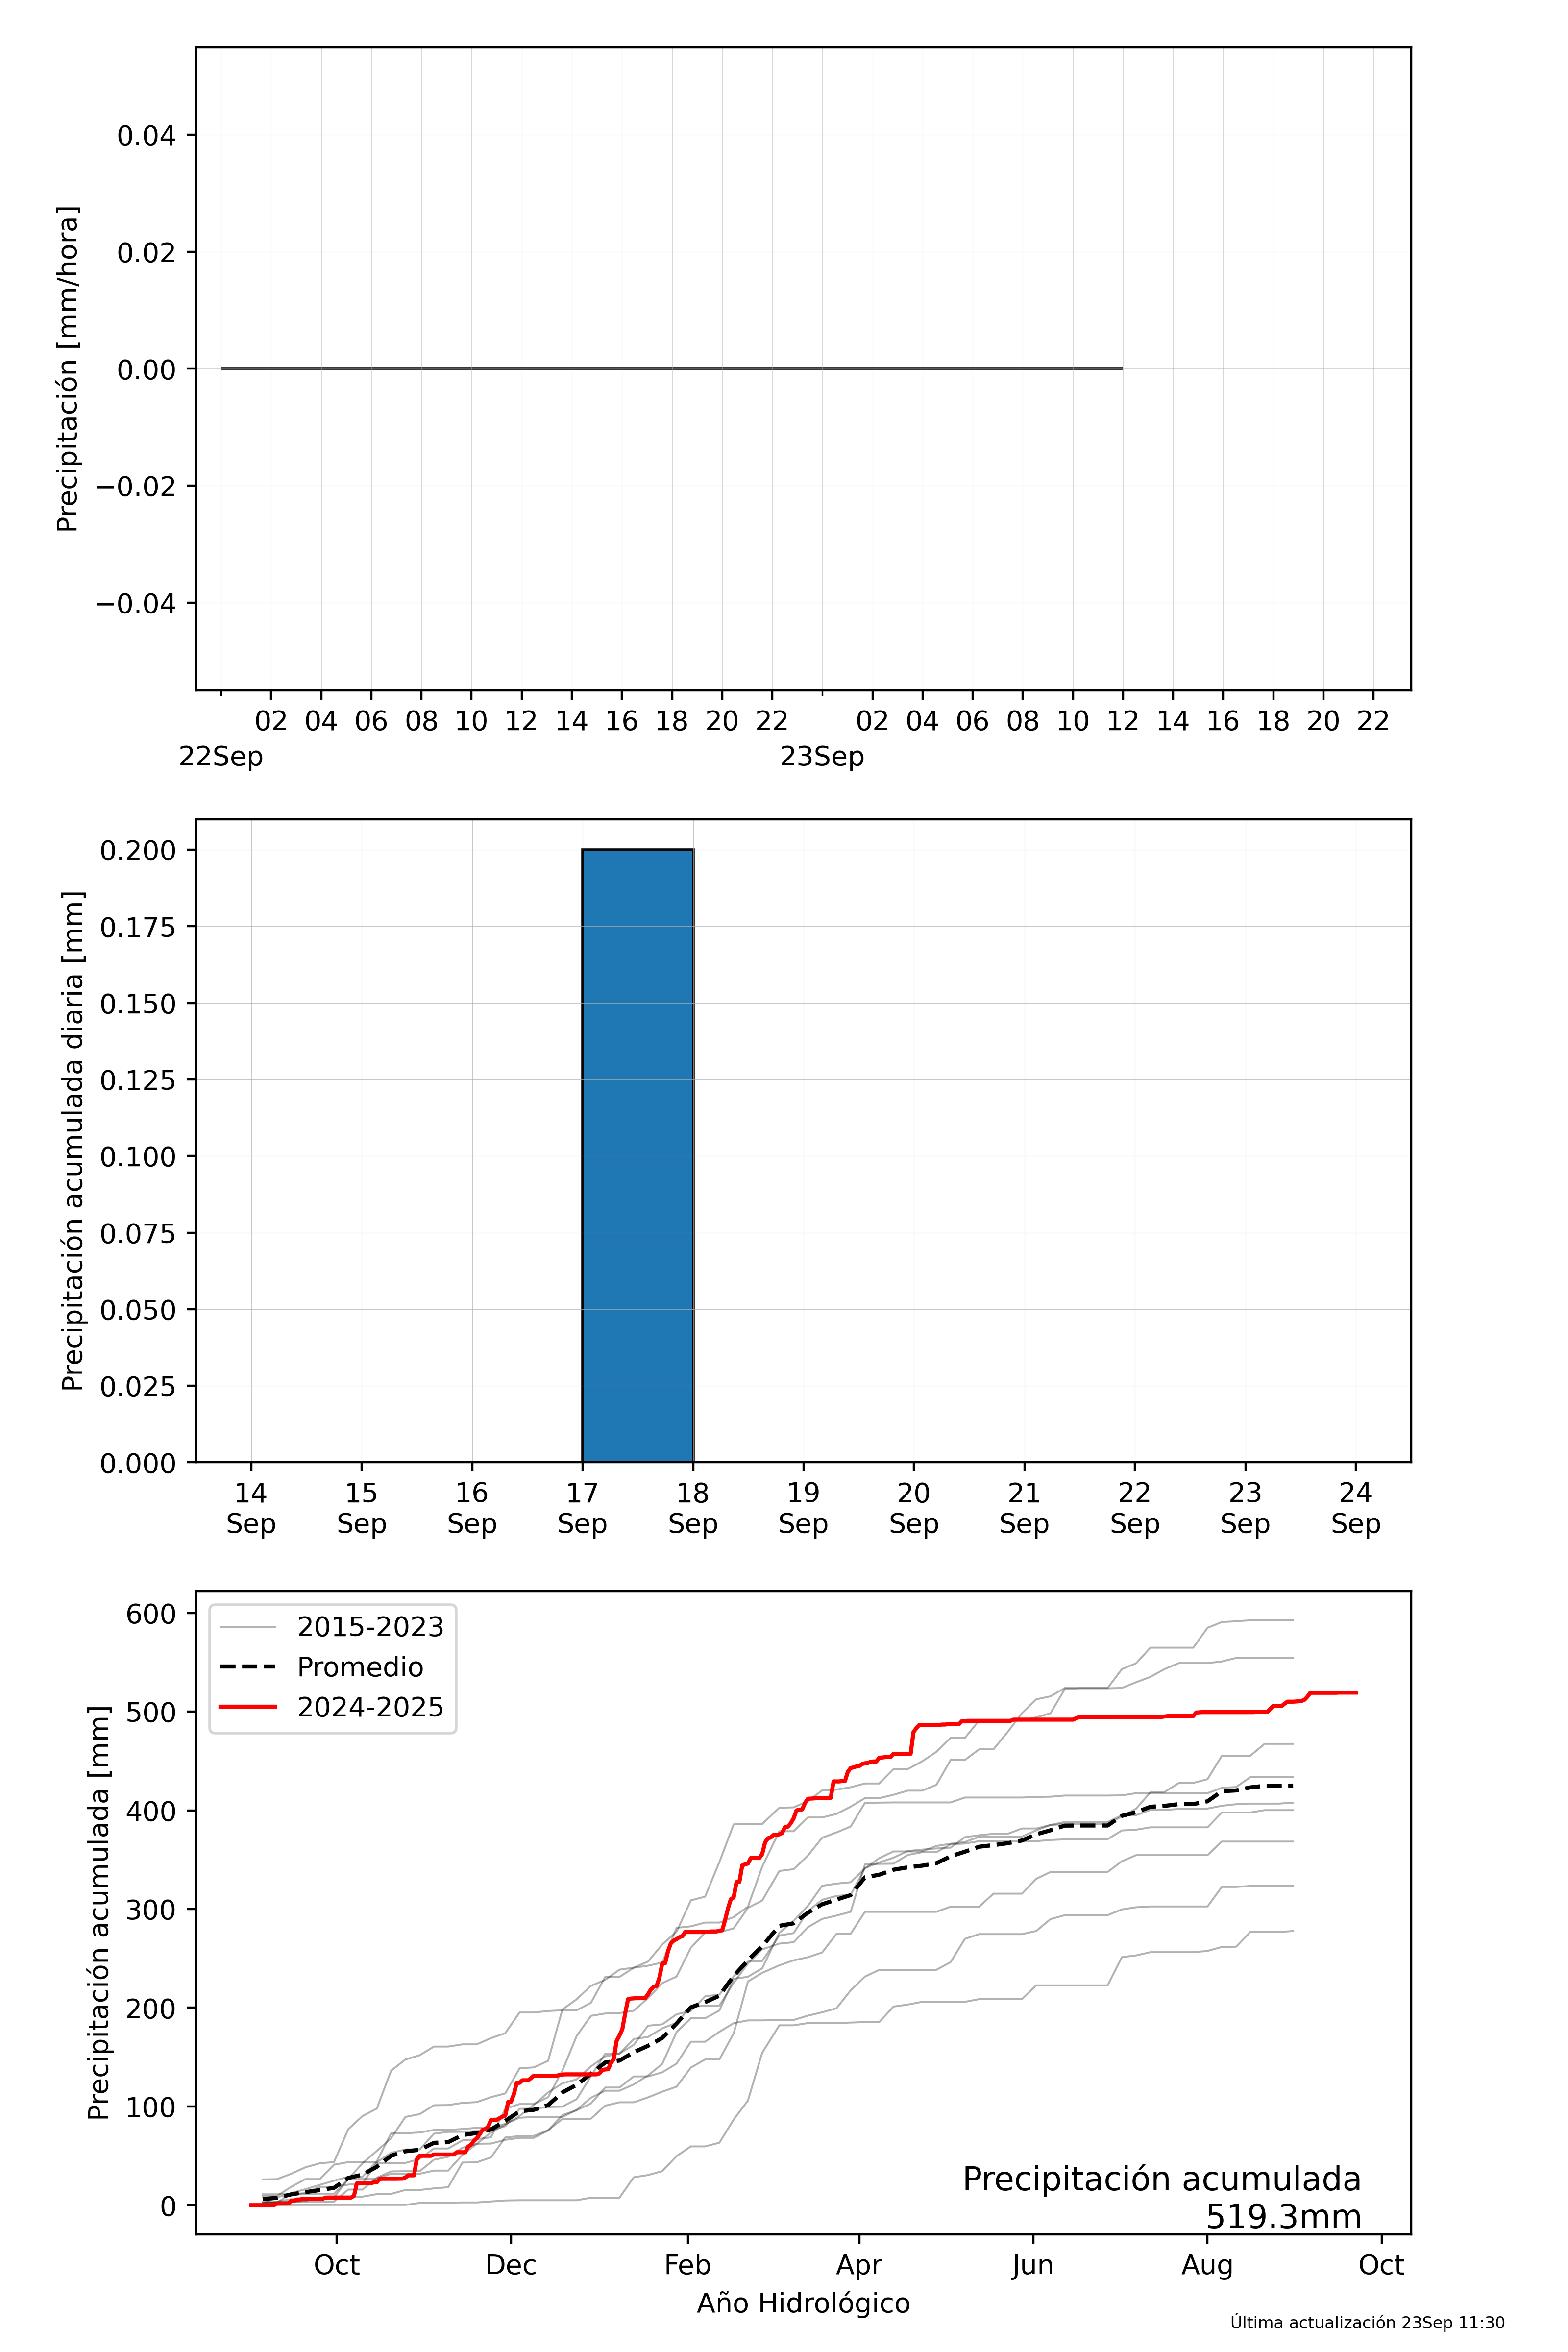 0.04
0.02
0.00
−0.02
−0.04
Precipitación [mm/hora]
02 04 06 08 10 12 14 16 18 20 22 02 04 06 08 10 12 14 16 18 20 22
22Sep 23Sep
0.200
0.175
0.150
0.125
0.100
0.075
0.050
0.025
0.000
Precipitación acumulada diaria [mm]
14 15 16 17 18 19 20 21 22 23 24
Sep Sep Sep Sep Sep Sep Sep Sep Sep Sep Sep
600
500
400
300
200
100
0
Precipitación acumulada [mm]
2015-2023
Promedio
2024-2025
Precipitación acumulada
519.3mm
Oct Dec Feb Apr Jun Aug Oct
Año Hidrológico
Última actualización 23Sep 11:30